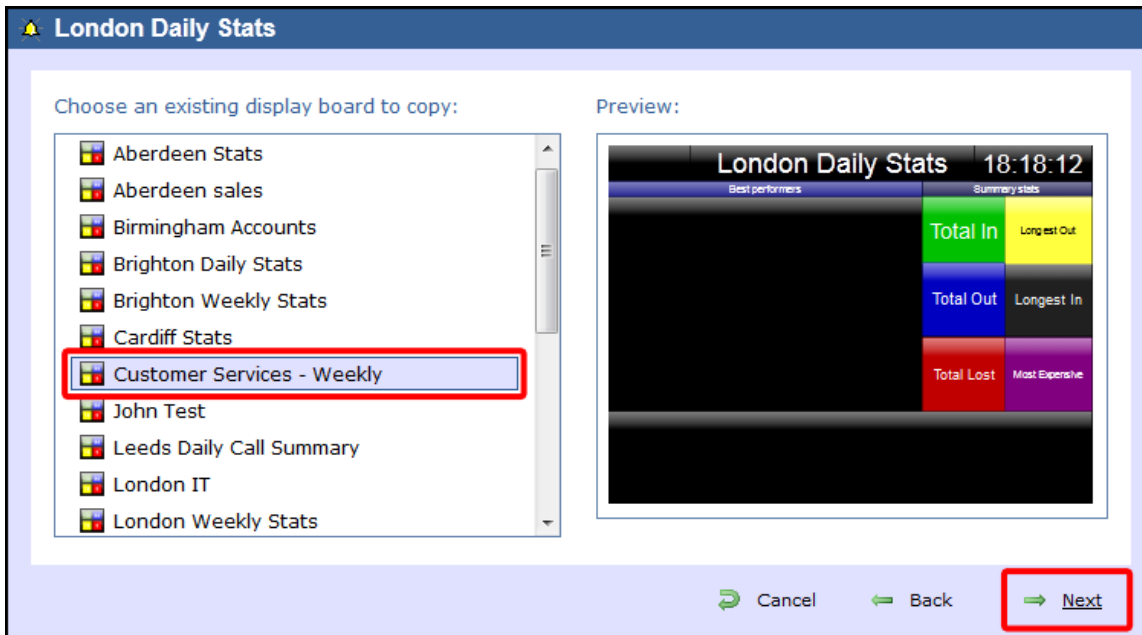 London Daily Stats
Choose an existing display board to copy:
Aberdeen Stats
Aberdeen sales
Birmingham Accounts
Brighton Daily Stats
Brighton Weekly Stats
Cardiff Stats
Customer Services - Weekly
John Test
Leeds Daily Call Summary
London IT
London Weekly Stats
Preview:
London Daily Stats 18:18:12
Best performers Summary stats
Total In Longest Out
Total Out Longest In
Total Lost Most Expensive
Cancel Back Next